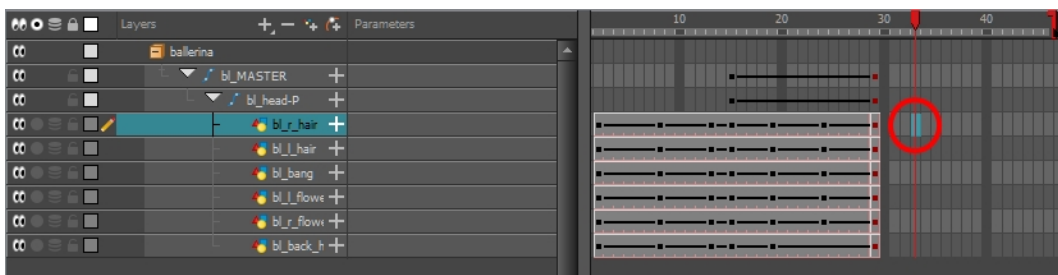 Layers Parameters 10 20 30 40
ballerina
bl_MASTER
bl_head-P
bl_r_hair
bl_l_hair
bl_bang
bl_l_flowe
bl_r_flowe
bl_back_h